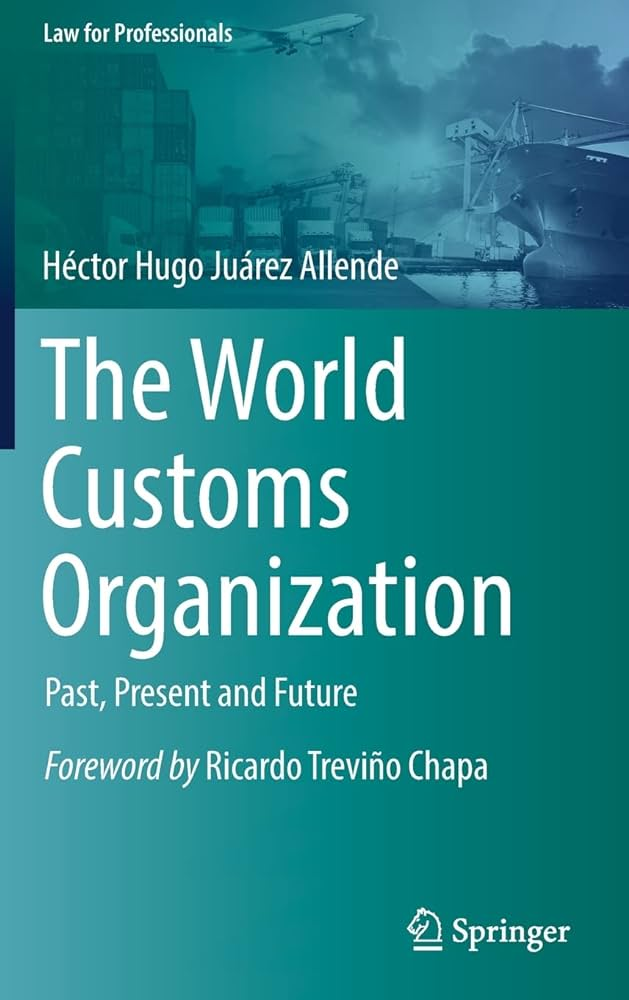 Law for Professionals
Héctor Hugo Juárez Allende
The World
Customs
Organization
Past, Present and Future
Foreword by Ricardo Treviño Chapa
Springer